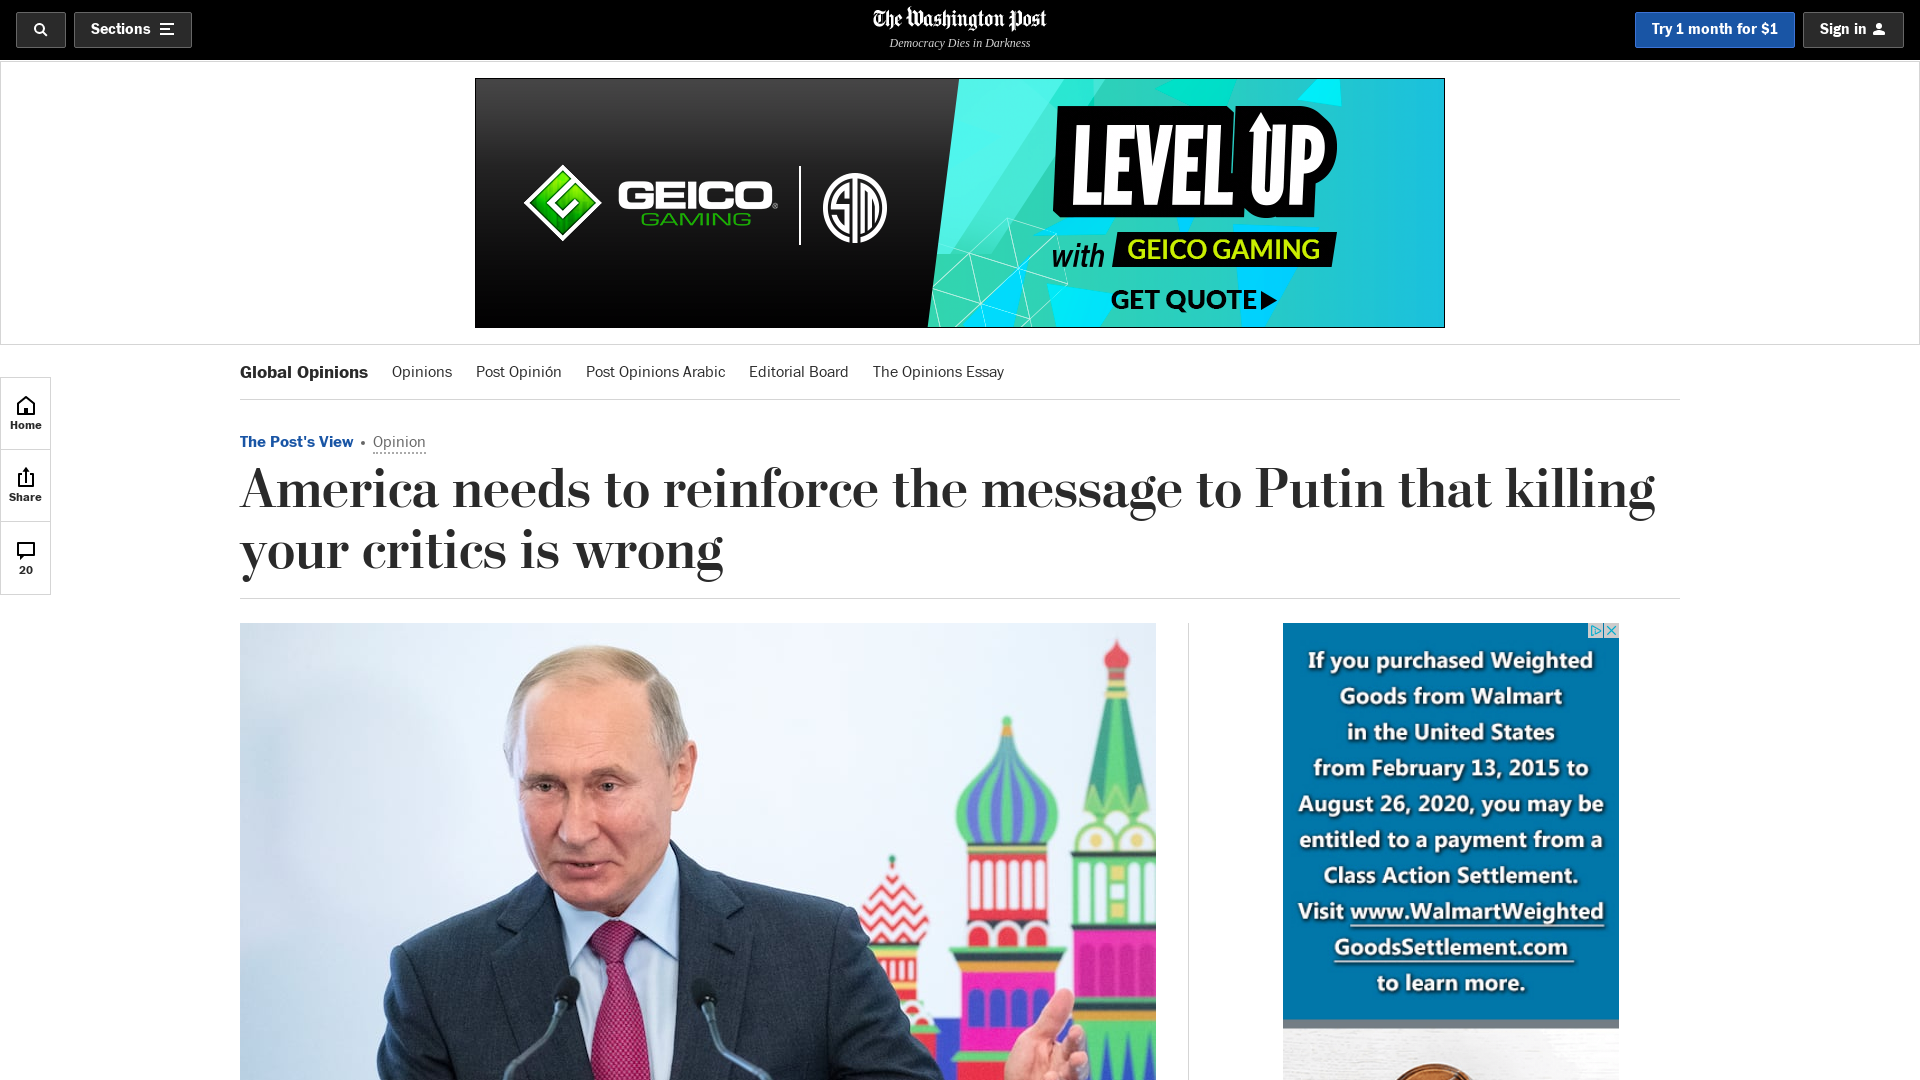 Sections
The Washington Post
Democracy Dies in Darkness
Try 1 month for $1
Sign in
GEICO
GAMING
TSM
LEVEL UP
with GEICO GAMING
GET QUOTE
Global Opinions
Opinions
Post Opinión
Post Opinions Arabic
Editorial Board
The Opinions Essay
Home
Share
20
The Post's View • Opinion
America needs to reinforce the message to Putin that killing
your critics is wrong
If you purchased Weighted
Goods from Walmart
in the United States
from February 13, 2015 to
August 26, 2020, you may be
entitled to a payment from a
Class Action Settlement.
Visit www.WalmartWeighted
GoodsSettlement.com
to learn more.